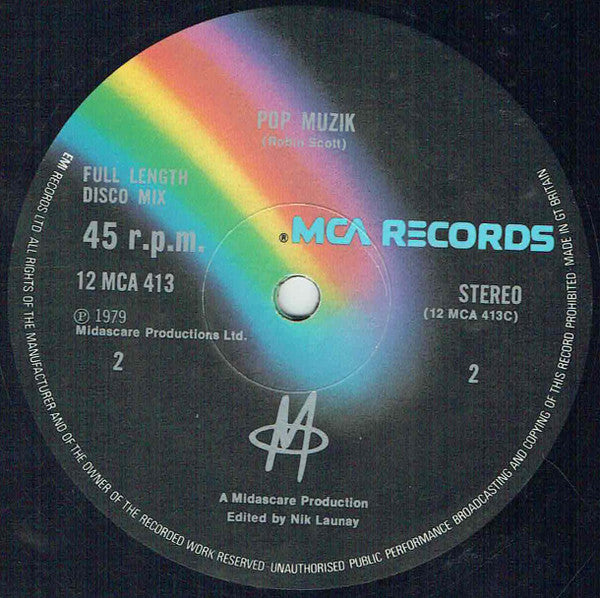 POP MUZIK
(Robin Scott)
FULL LENGTH
DISCO MIX
45 r.p.m.
® MCA RECORDS
12 MCA 413
STEREO
(12 MCA 413C)
℗ 1979
Midascare Productions Ltd.
2
2
M
A Midascare Production
Edited by Nik Launay
EMI RECORDS LTD ALL RIGHTS OF THE MANUFACTURER AND OF THE OWNER OF THE RECORDED WORK RESERVED·UNAUTHORISED PUBLIC PERFORMANCE BROADCASTING AND COPYING OF THIS RECORD PROHIBITED MADE IN GT BRITAIN